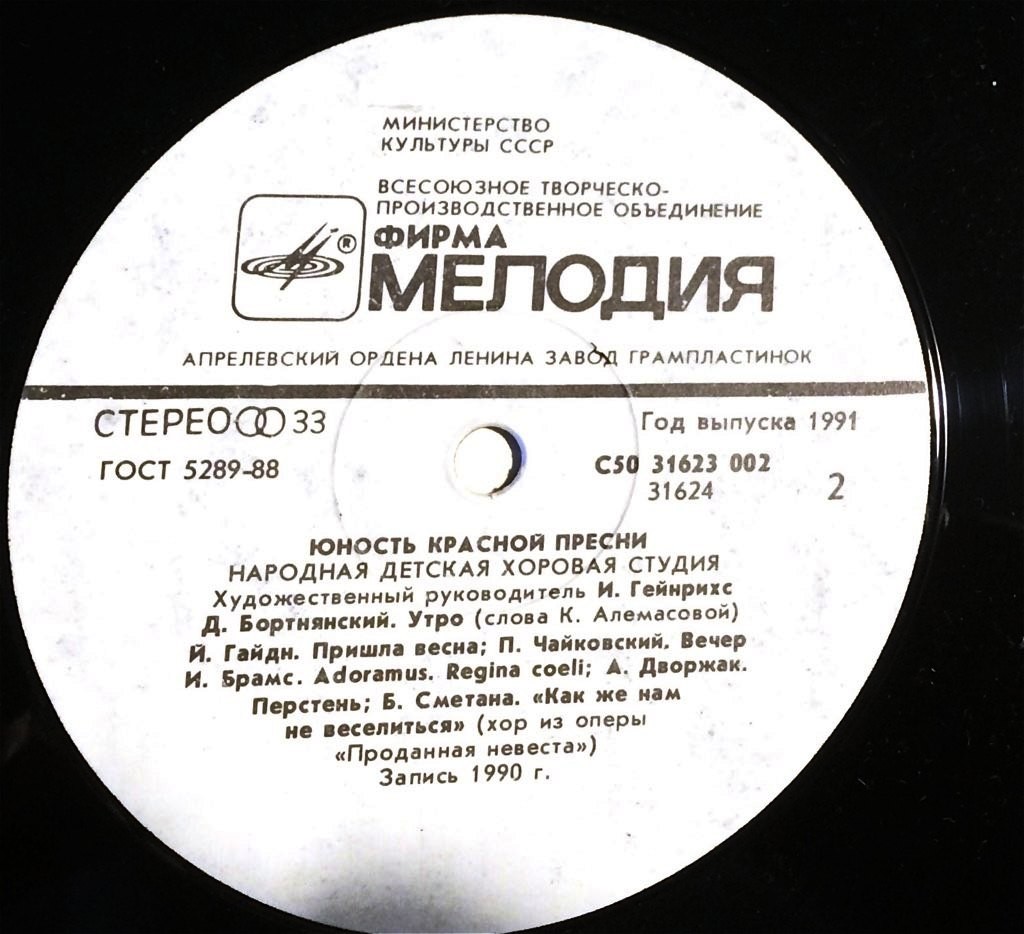 МИНИСТЕРСТВО
КУЛЬТУРЫ СССР
ВСЕСОЮЗНОЕ ТВОРЧЕСКО-
ПРОИЗВОДСТВЕННОЕ ОБЪЕДИНЕНИЕ
®
ФИРМА
МЕЛОДИЯ
АПРЕЛЕВСКИЙ ОРДЕНА ЛЕНИНА ЗАВОД ГРАМПЛАСТИНОК
СТЕРЕО 33
Год выпуска 1991
ГОСТ 5289-88
С50 31623 002
31624
2
ЮНОСТЬ КРАСНОЙ ПРЕСНИ
НАРОДНАЯ ДЕТСКАЯ ХОРОВАЯ СТУДИЯ
Художественный руководитель И. Гейнрихс
Д. Бортнянский. Утро (слова К. Алемасовой)
Й. Гайдн. Пришла весна; П. Чайковский. Вечер
И. Брамс. Adoramus. Regina coeli; А. Дворжак.
Перстень; Б. Сметана. «Как же нам
не веселиться» (хор из оперы
«Проданная невеста»)
Запись 1990 г.